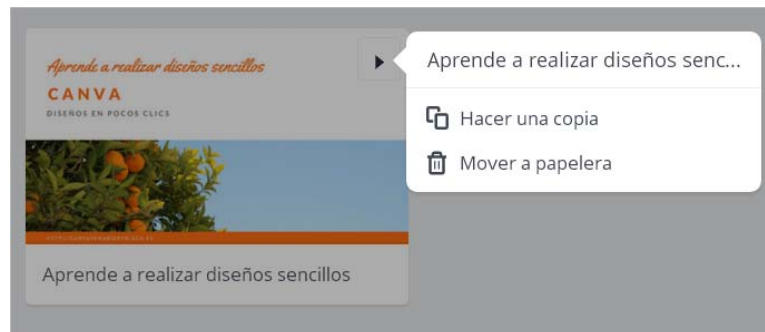 Aprende a realizar diseños sencillos
CANVA
DISEÑOS EN POCOS CLICS
Aprende a realizar diseños sencillos
Aprende a realizar diseños senc...
Hacer una copia
Mover a papelera